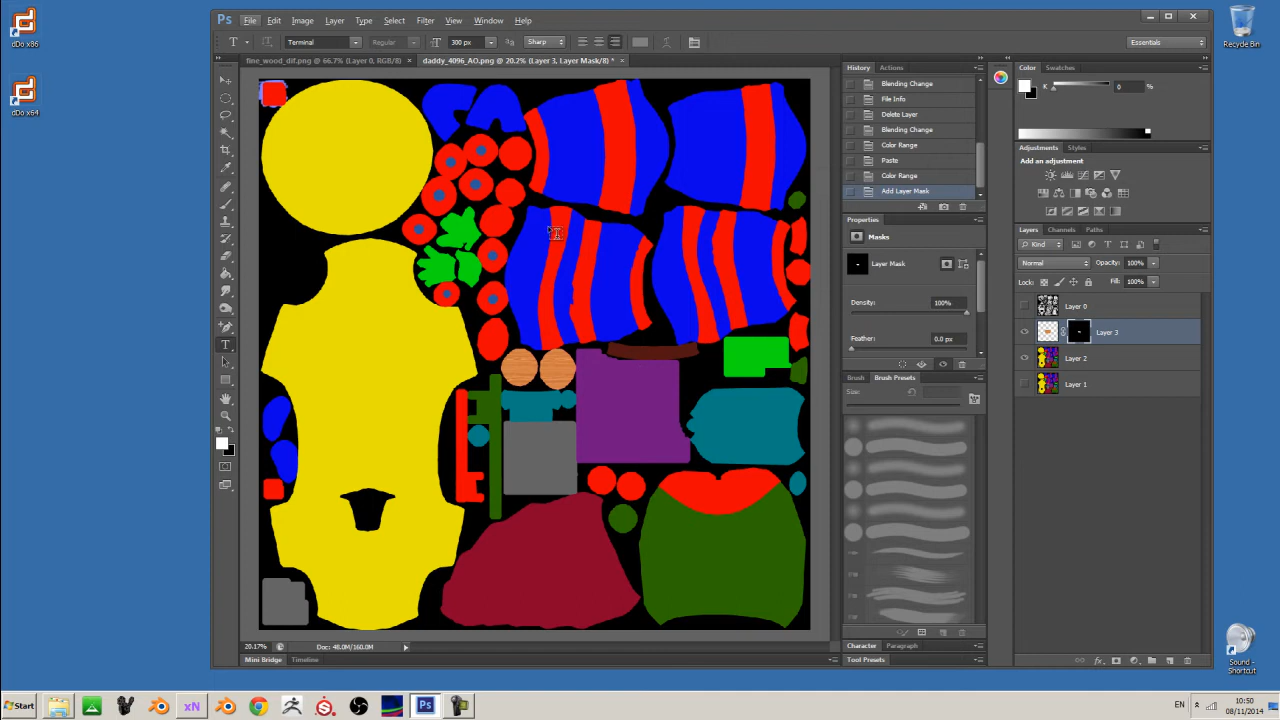 Ps File Edit Image Layer Type Select Filter View Window Help
Terminal Regular 300 px Sharp Essentials
fine_wood_dif.png @ 66.7% (Layer 0, RGB/8) × daddy_4096_AO.png @ 20.2% (Layer 3, Layer Mask/8) * ×
dDo x86
dDo x64
Recycle Bin
History Actions
Blending Change
File Info
Delete Layer
Blending Change
Color Range
Paste
Color Range
Add Layer Mask
Properties
Masks
Layer Mask
Density: 100%
Feather: 0.0 px
Brush Brush Presets
Size:
Character Paragraph
Tool Presets
Color Swatches
K 0 %
Adjustments Styles
Add an adjustment
Layers Channels Paths
Kind
Normal Opacity: 100%
Lock: Fill: 100%
Layer 0
Layer 3
Layer 2
Layer 1
20.17% Doc: 48.0M/160.0M
Mini Bridge Timeline
Sound - Shortcut
Start xN Ps EN 10:50
08/11/2014